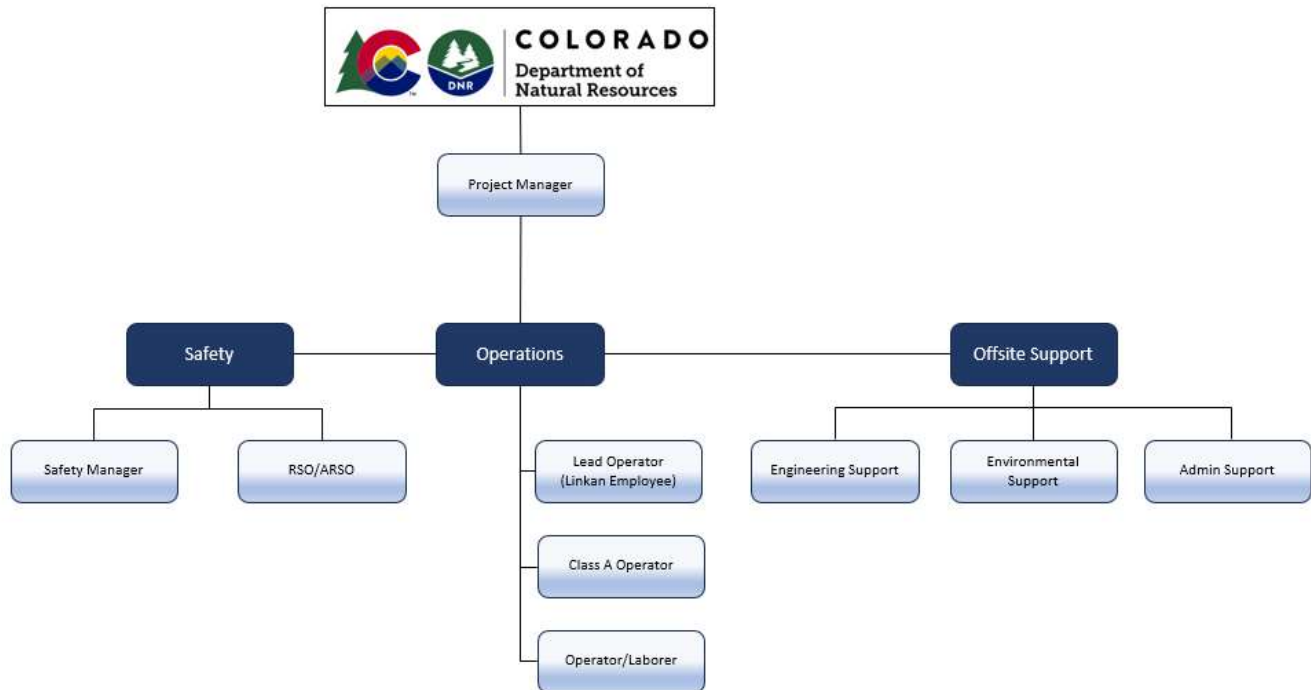 COLORADO
Department of
Natural Resources
DNR
TM
Project Manager
Safety
Operations
Offsite Support
Safety Manager
RSO/ARSO
Lead Operator
(Linkan Employee)
Engineering Support
Environmental
Support
Admin Support
Class A Operator
Operator/Laborer